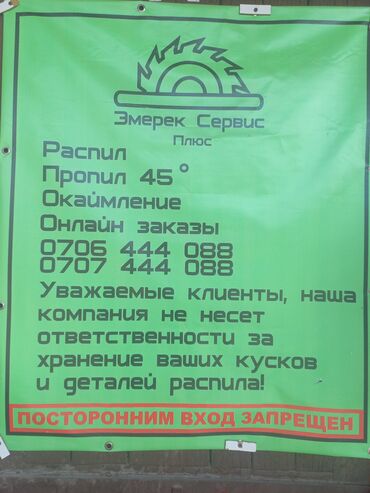 Эмерек Сервис
Плюс
Распил
Пропил 45°
Окаймление
Онлайн заказы
0706 444 088
0707 444 088
Уважаемые клиенты, наша
компания не несет
ответственности за
хранение ваших кусков
и деталей распила!
ПОСТОРОННИМ ВХОД ЗАПРЕЩЕН